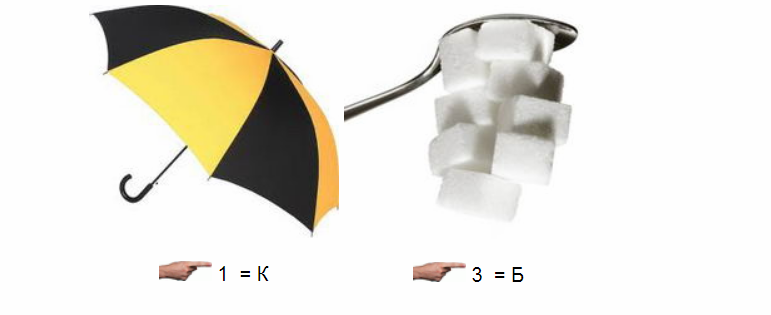 1 = К
3 = Б